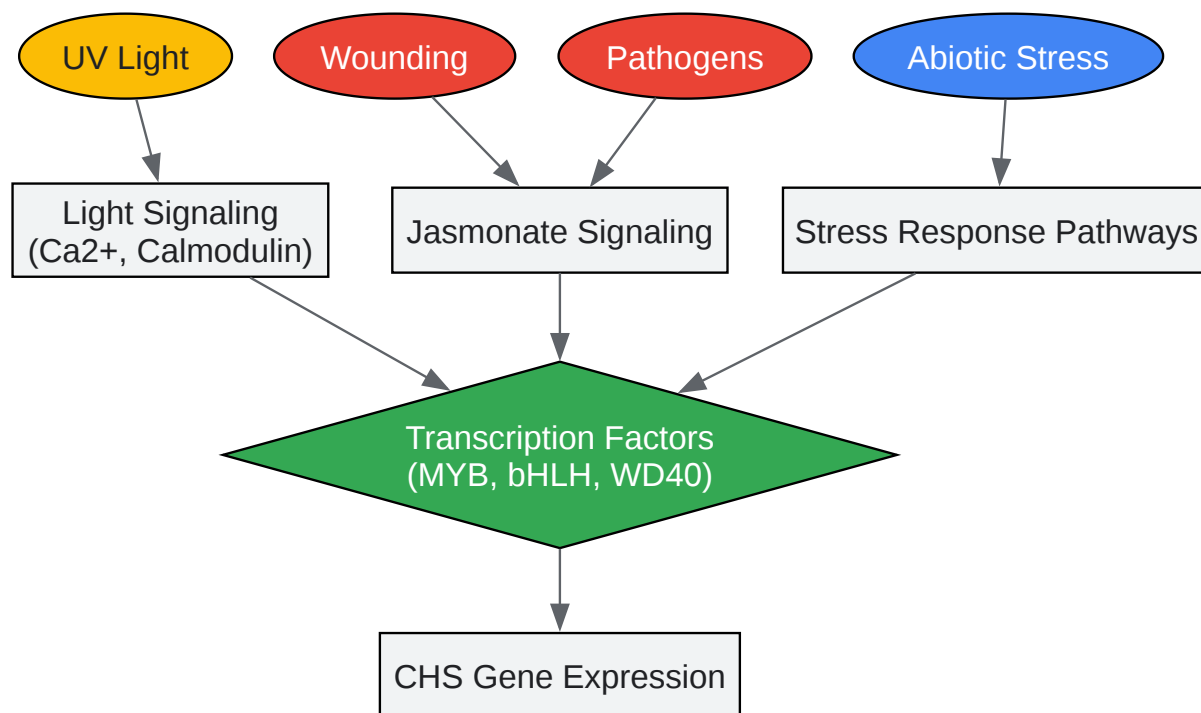 UV Light
Wounding
Pathogens
Abiotic Stress
Light Signaling
(Ca2+, Calmodulin)
Jasmonate Signaling
Stress Response Pathways
Transcription Factors
(MYB, bHLH, WD40)
CHS Gene Expression